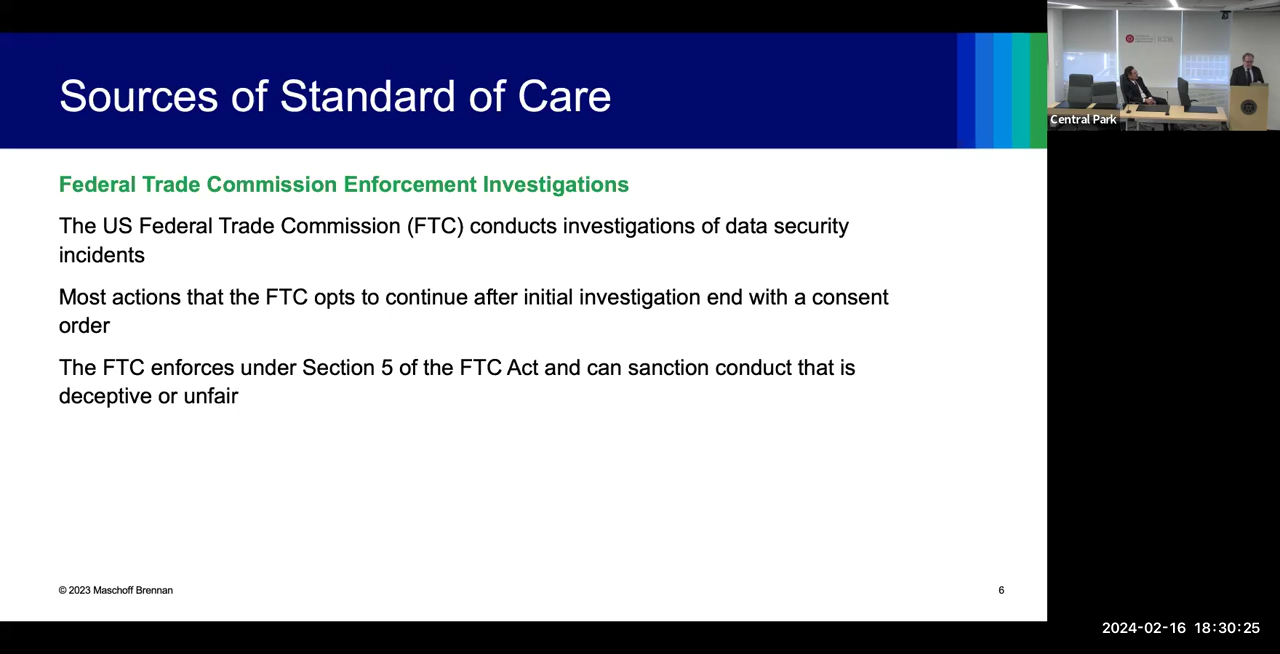 Sources of Standard of Care
Central Park
Federal Trade Commission Enforcement Investigations
The US Federal Trade Commission (FTC) conducts investigations of data security
incidents
Most actions that the FTC opts to continue after initial investigation end with a consent
order
The FTC enforces under Section 5 of the FTC Act and can sanction conduct that is
deceptive or unfair
© 2023 Maschoff Brennan
6
2024-02-16 18:30:25